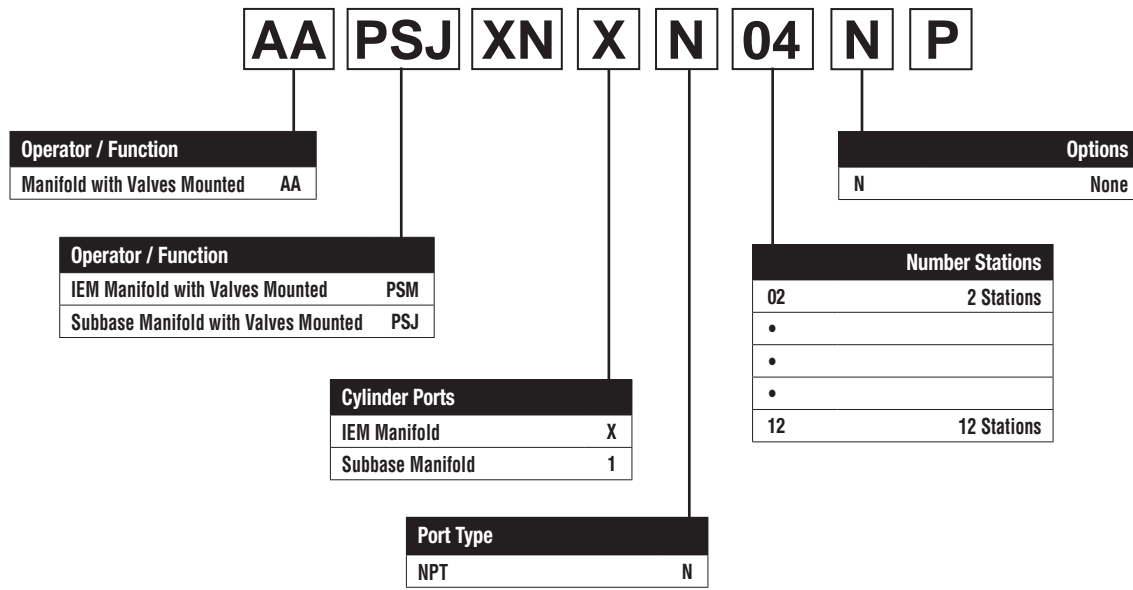 AA PSJ XN X N 04 N P
Operator / Function
Manifold with Valves Mounted AA
Options
N None
Operator / Function
IEM Manifold with Valves Mounted PSM
Subbase Manifold with Valves Mounted PSJ
Number Stations
02 2 Stations
•
•
•
12 12 Stations
Cylinder Ports
IEM Manifold X
Subbase Manifold 1
Port Type
NPT N